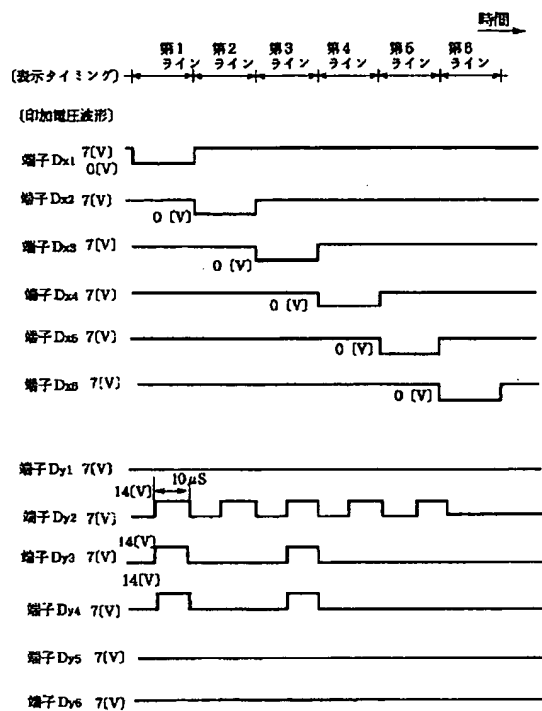 時間
第1 第2 第3 第4 第5 第6
ライン ライン ライン ライン ライン ライン
〔表示タイミング〕
〔印加電圧波形〕
端子Dx1 7〔V〕
0〔V〕
端子Dx2 7〔V〕
0〔V〕
端子Dx3 7〔V〕
0〔V〕
端子Dx4 7〔V〕
0〔V〕
端子Dx5 7〔V〕
0〔V〕
端子Dx6 7〔V〕
0〔V〕
端子Dy1 7〔V〕
14〔V〕 10μS
端子Dy2 7〔V〕
14〔V〕
端子Dy3 7〔V〕
14〔V〕
端子Dy4 7〔V〕
端子Dy5 7〔V〕
端子Dy6 7〔V〕